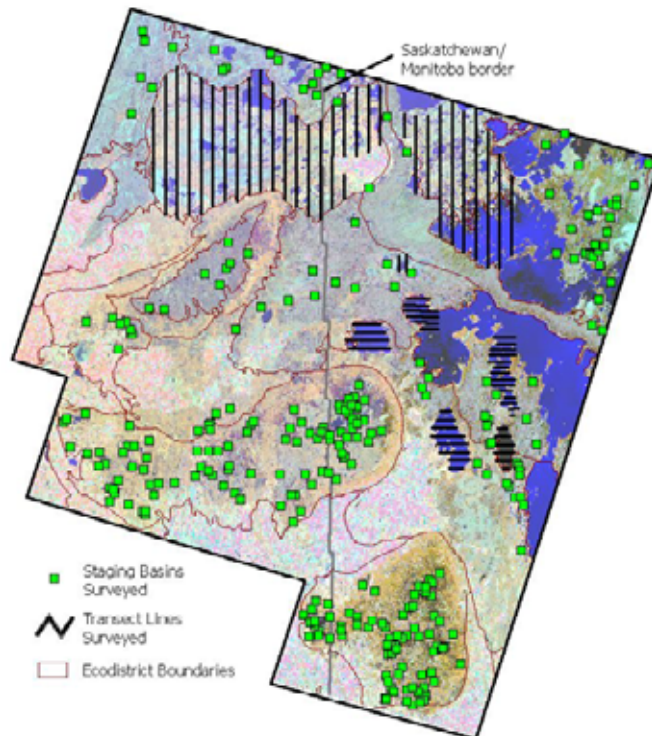 Saskatchewan/
Manitoba border
Staging Basins
Surveyed
Transect Lines
Surveyed
Ecodistrict Boundaries